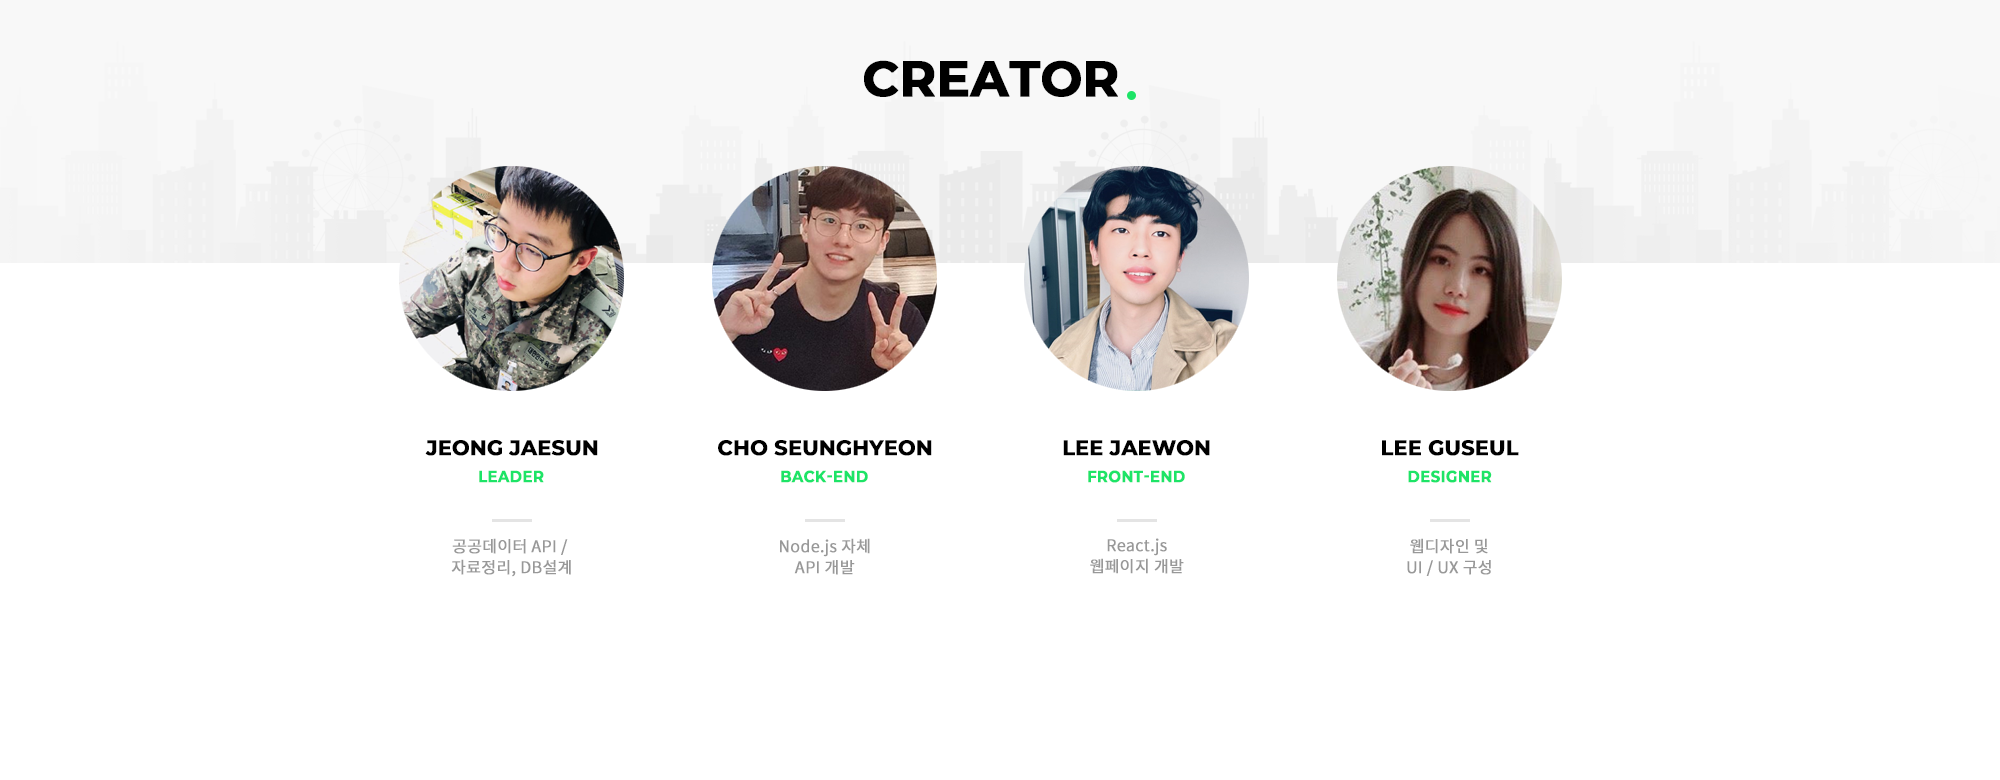 CREATOR.
JEONG JAESUN
LEADER
공공데이터 API /
자료정리, DB설계
CHO SEUNGHYEON
BACK-END
Node.js 자체
API 개발
LEE JAEWON
FRONT-END
React.js
웹페이지 개발
LEE GUSEUL
DESIGNER
웹디자인 및
UI / UX 구성